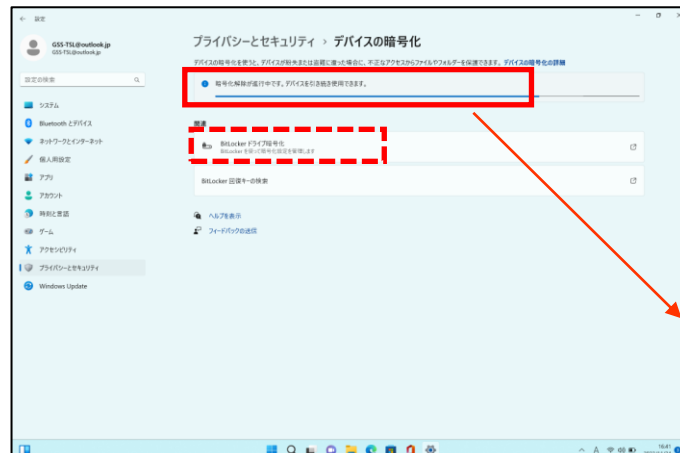 ← 設定
GSS-TSL@outlook.jp
GSS-TSL@outlook.jp
設定の検索
システム
Bluetooth とデバイス
ネットワークとインターネット
個人用設定
アプリ
アカウント
時刻と言語
ゲーム
アクセシビリティ
プライバシーとセキュリティ
Windows Update
プライバシーとセキュリティ › デバイスの暗号化
デバイスの暗号化を使うと、デバイスが紛失または盗難に遭った場合に、不正なアクセスからファイルやフォルダーを保護できます。 デバイスの暗号化の詳細
暗号化解除が進行中です。デバイスを引き続き使用できます。
関連
BitLocker ドライブ暗号化
BitLocker を使って暗号化設定を管理します
BitLocker 回復キーの検索
ヘルプを表示
フィードバックの送信
A
16:41